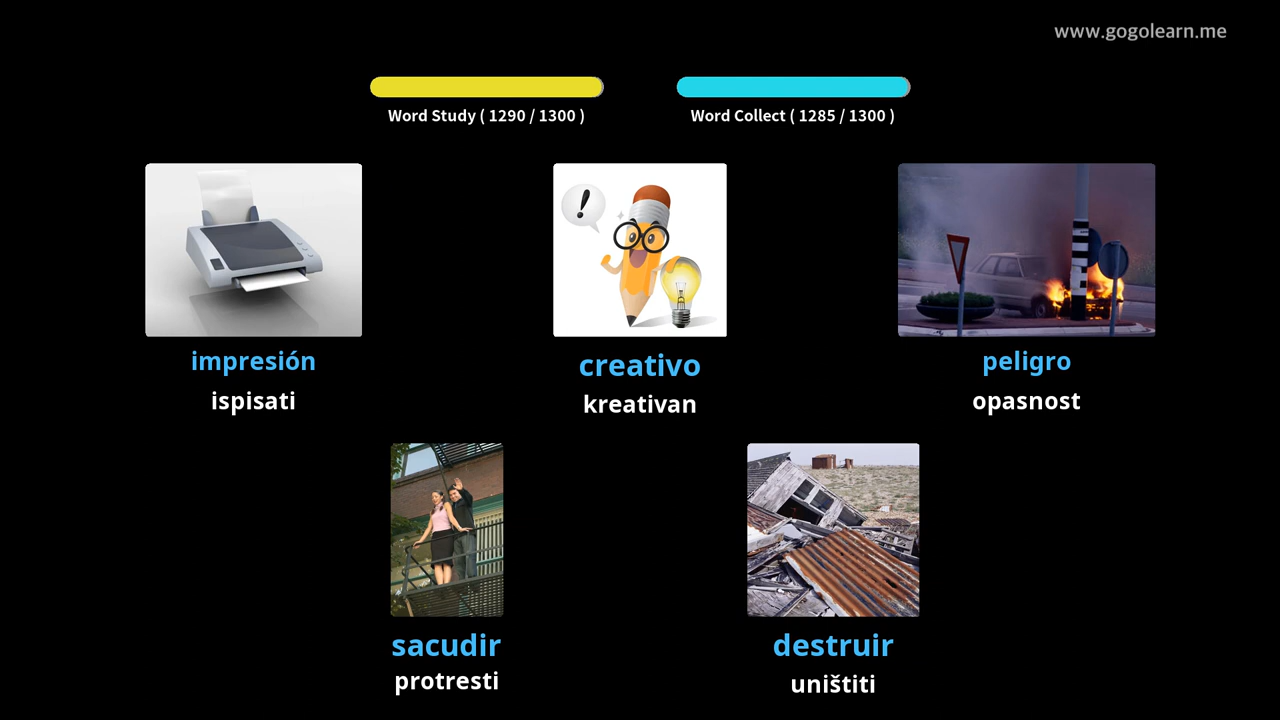 www.gogolearn.me
Word Study ( 1290 / 1300 )
Word Collect ( 1285 / 1300 )
impresión
ispisati
creativo
kreativan
peligro
opasnost
sacudir
protresti
destruir
uništiti